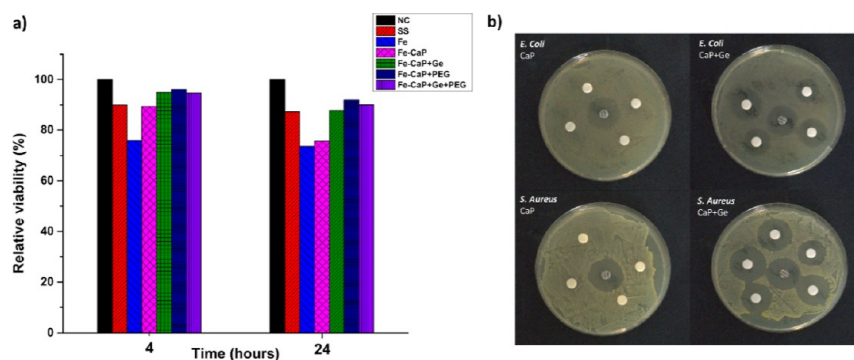 a)
NC
SS
Fe
Fe-CaP
Fe-CaP+Ge
Fe-CaP+PEG
Fe-CaP+Ge+PEG
Relative viability (%)
100
80
60
40
20
0
4
24
Time (hours)
b)
E. Coli
CaP
E. Coli
CaP+Ge
S. Aureus
CaP
S. Aureus
CaP+Ge